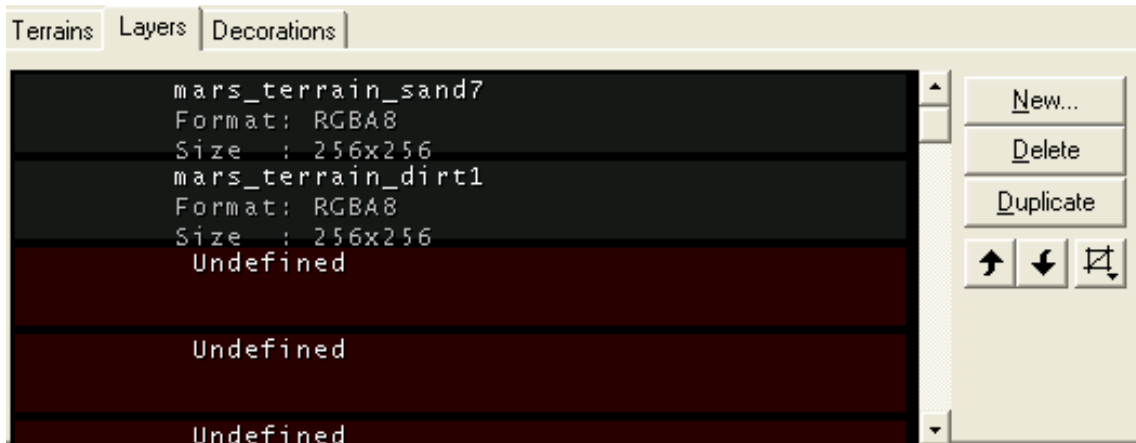 Terrains Layers Decorations
mars_terrain_sand7
Format: RGBA8
Size : 256x256
mars_terrain_dirt1
Format: RGBA8
Size : 256x256
Undefined
Undefined
Undefined
New...
Delete
Duplicate